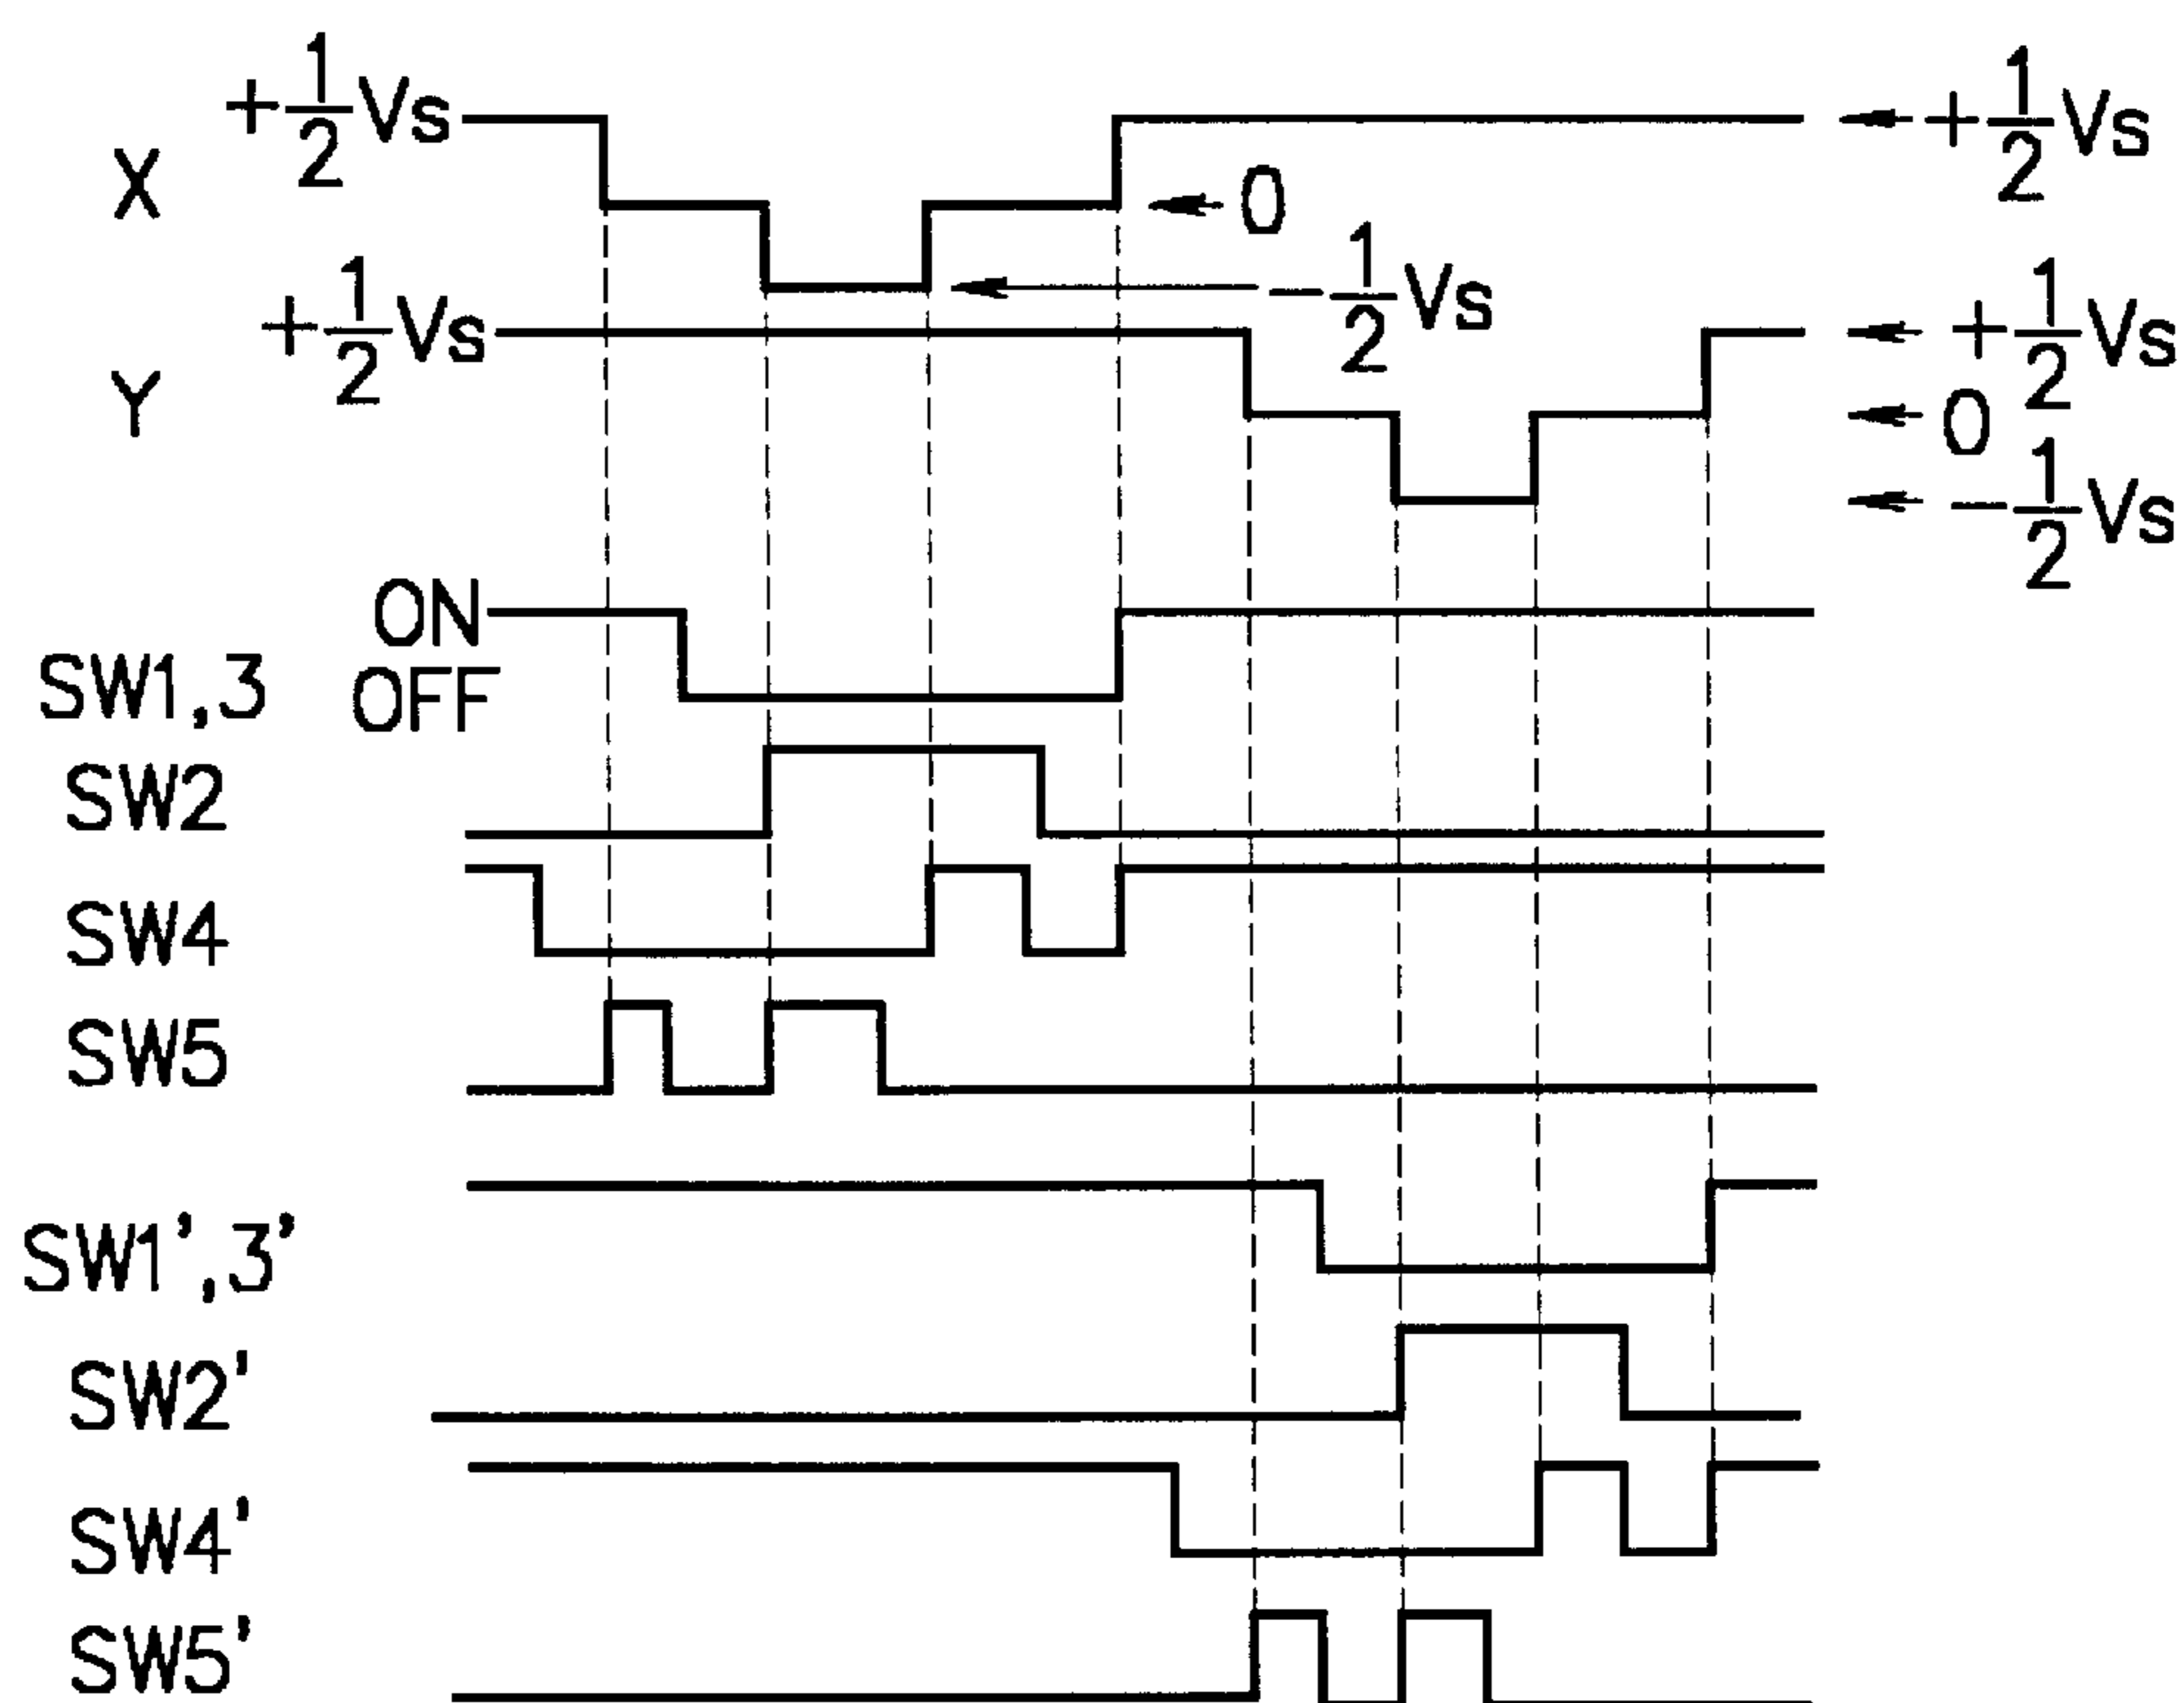 +1/2Vs
+1/2Vs
X
0
-1/2Vs
+1/2Vs
+1/2Vs
Y
0
-1/2Vs
ON
OFF
SW1,3
SW2
SW4
SW5
SW1',3'
SW2'
SW4'
SW5'